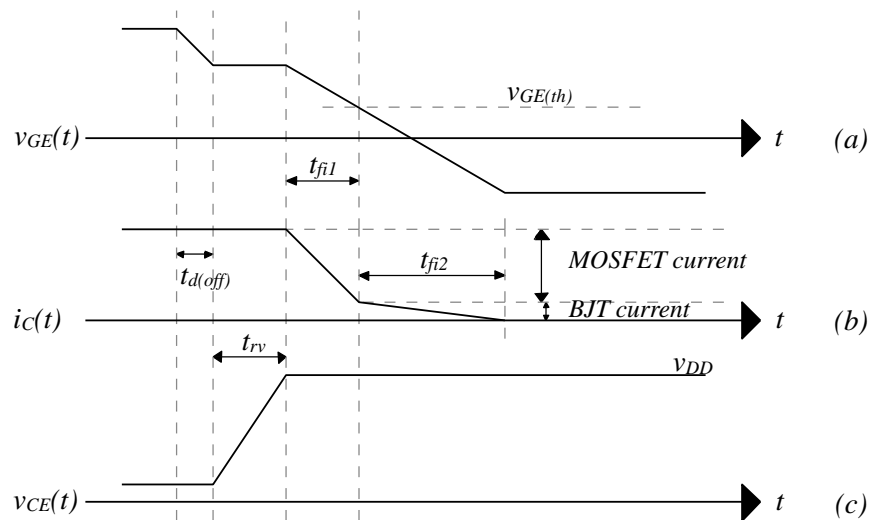 vGE(th)
vGE(t) t (a)
tfi1
tfi2
MOSFET current
td(off)
BJT current
iC(t) t (b)
trv
vDD
vCE(t) t (c)